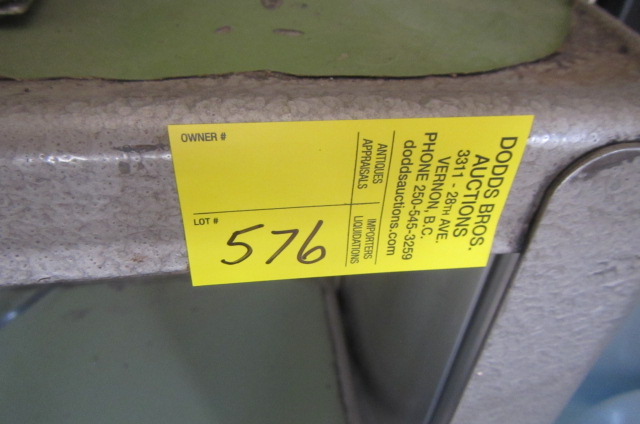 OWNER #
LOT #
576
ANTIQUES
APPRAISALS
IMPORTERS
LIQUIDATIONS
DODDS BROS.
AUCTIONS
3311 - 28TH AVE.
VERNON, B.C.
PHONE 250-545-3259
doddsauctions.com